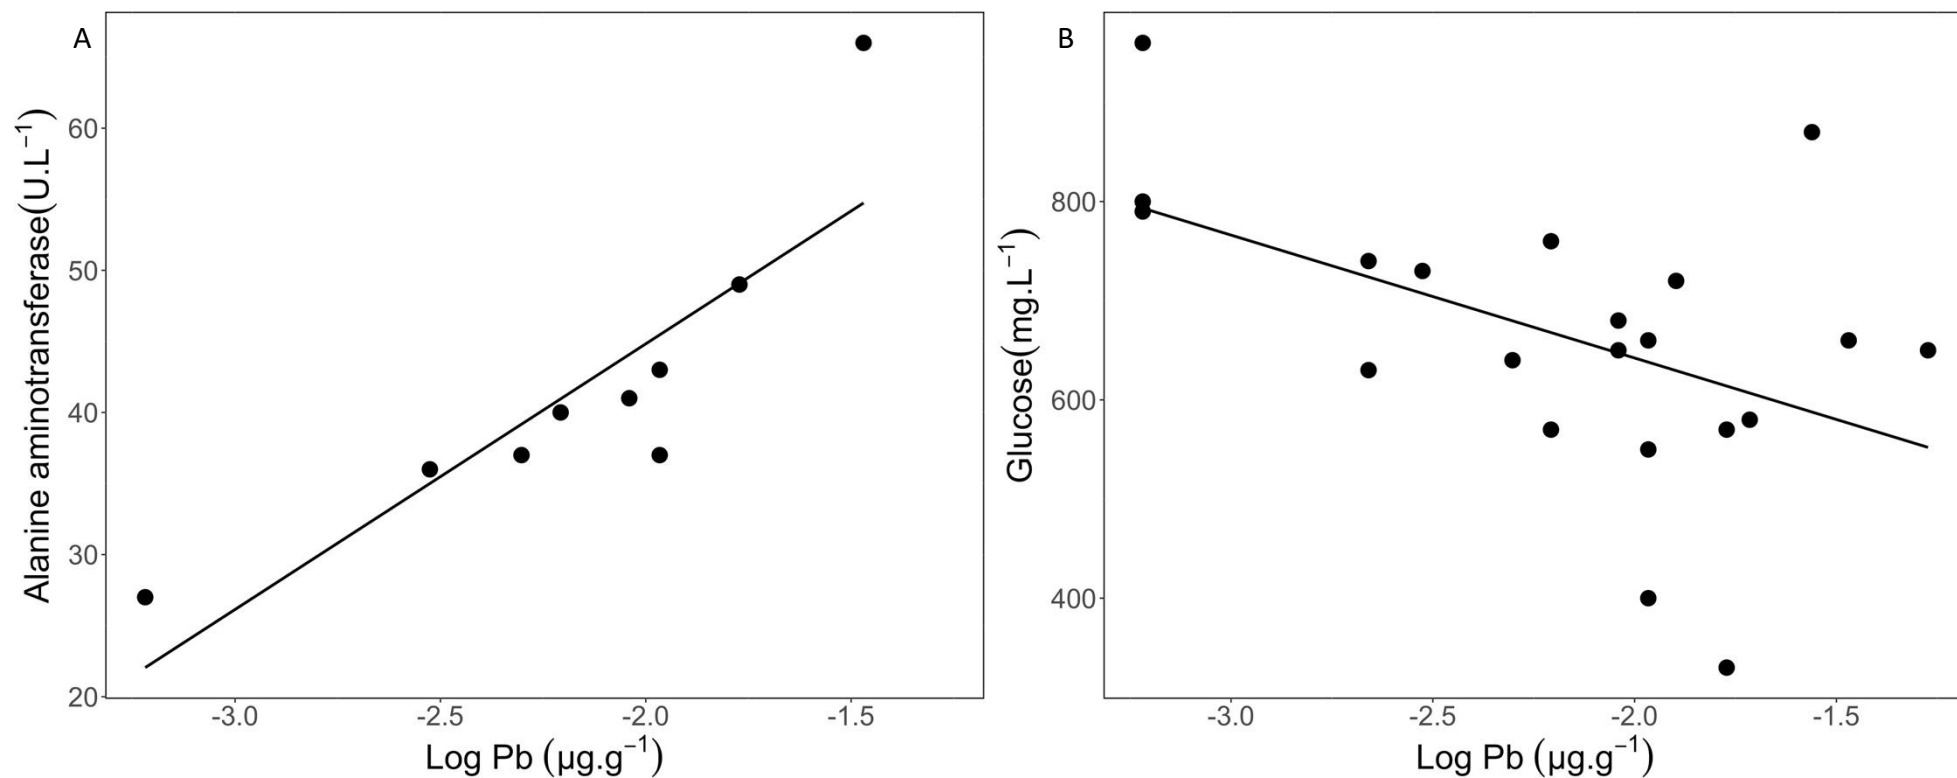 A
Alanine aminotransferase(U.L⁻¹)
60
50
40
30
20
-3.0 -2.5 -2.0 -1.5
Log Pb (µg.g⁻¹)
B
Glucose(mg.L⁻¹)
800
600
400
-3.0 -2.5 -2.0 -1.5
Log Pb (µg.g⁻¹)